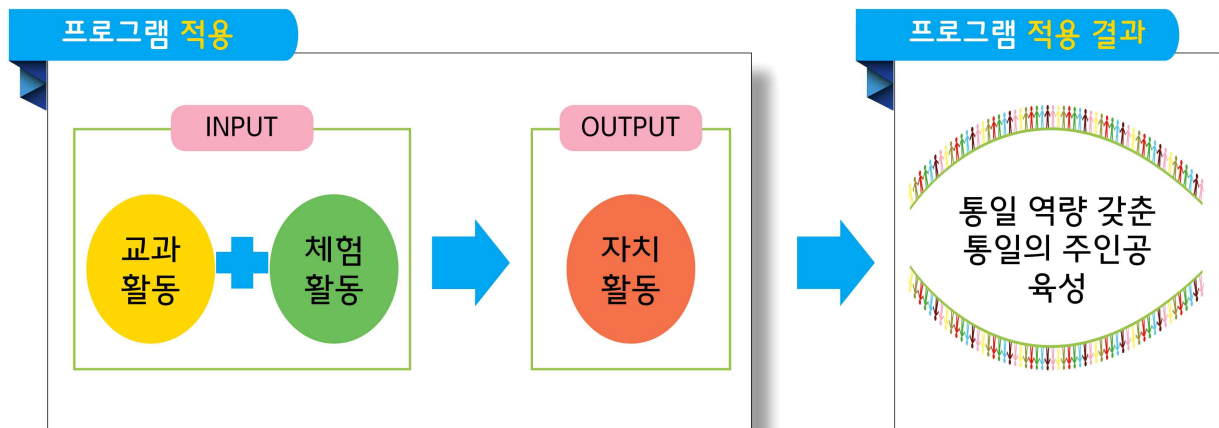 프로그램 적용
프로그램 적용 결과
INPUT
OUTPUT
교과
활동
체험
활동
자치
활동
통일 역량 갖춘
통일의 주인공
육성